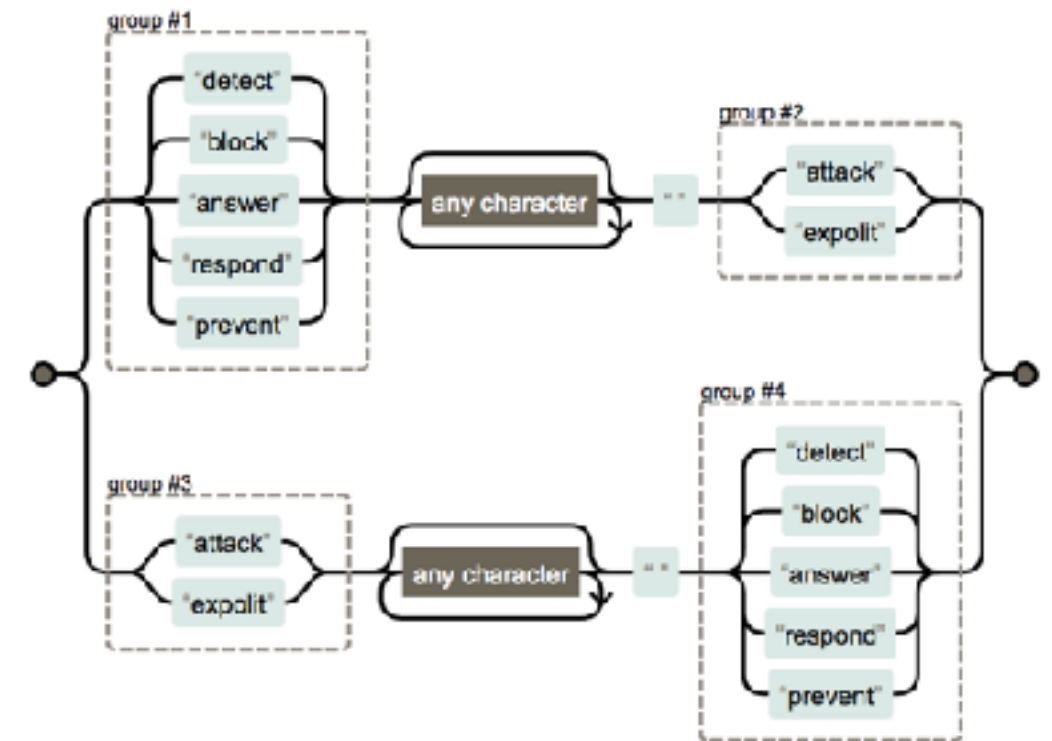 group #1
"detect"
"block"
"answer"
"respond"
"prevent"
any character
" "
group #2
"attack"
"expolit"
group #3
"attack"
"expolit"
any character
" "
group #4
"detect"
"block"
"answer"
"respond"
"prevent"